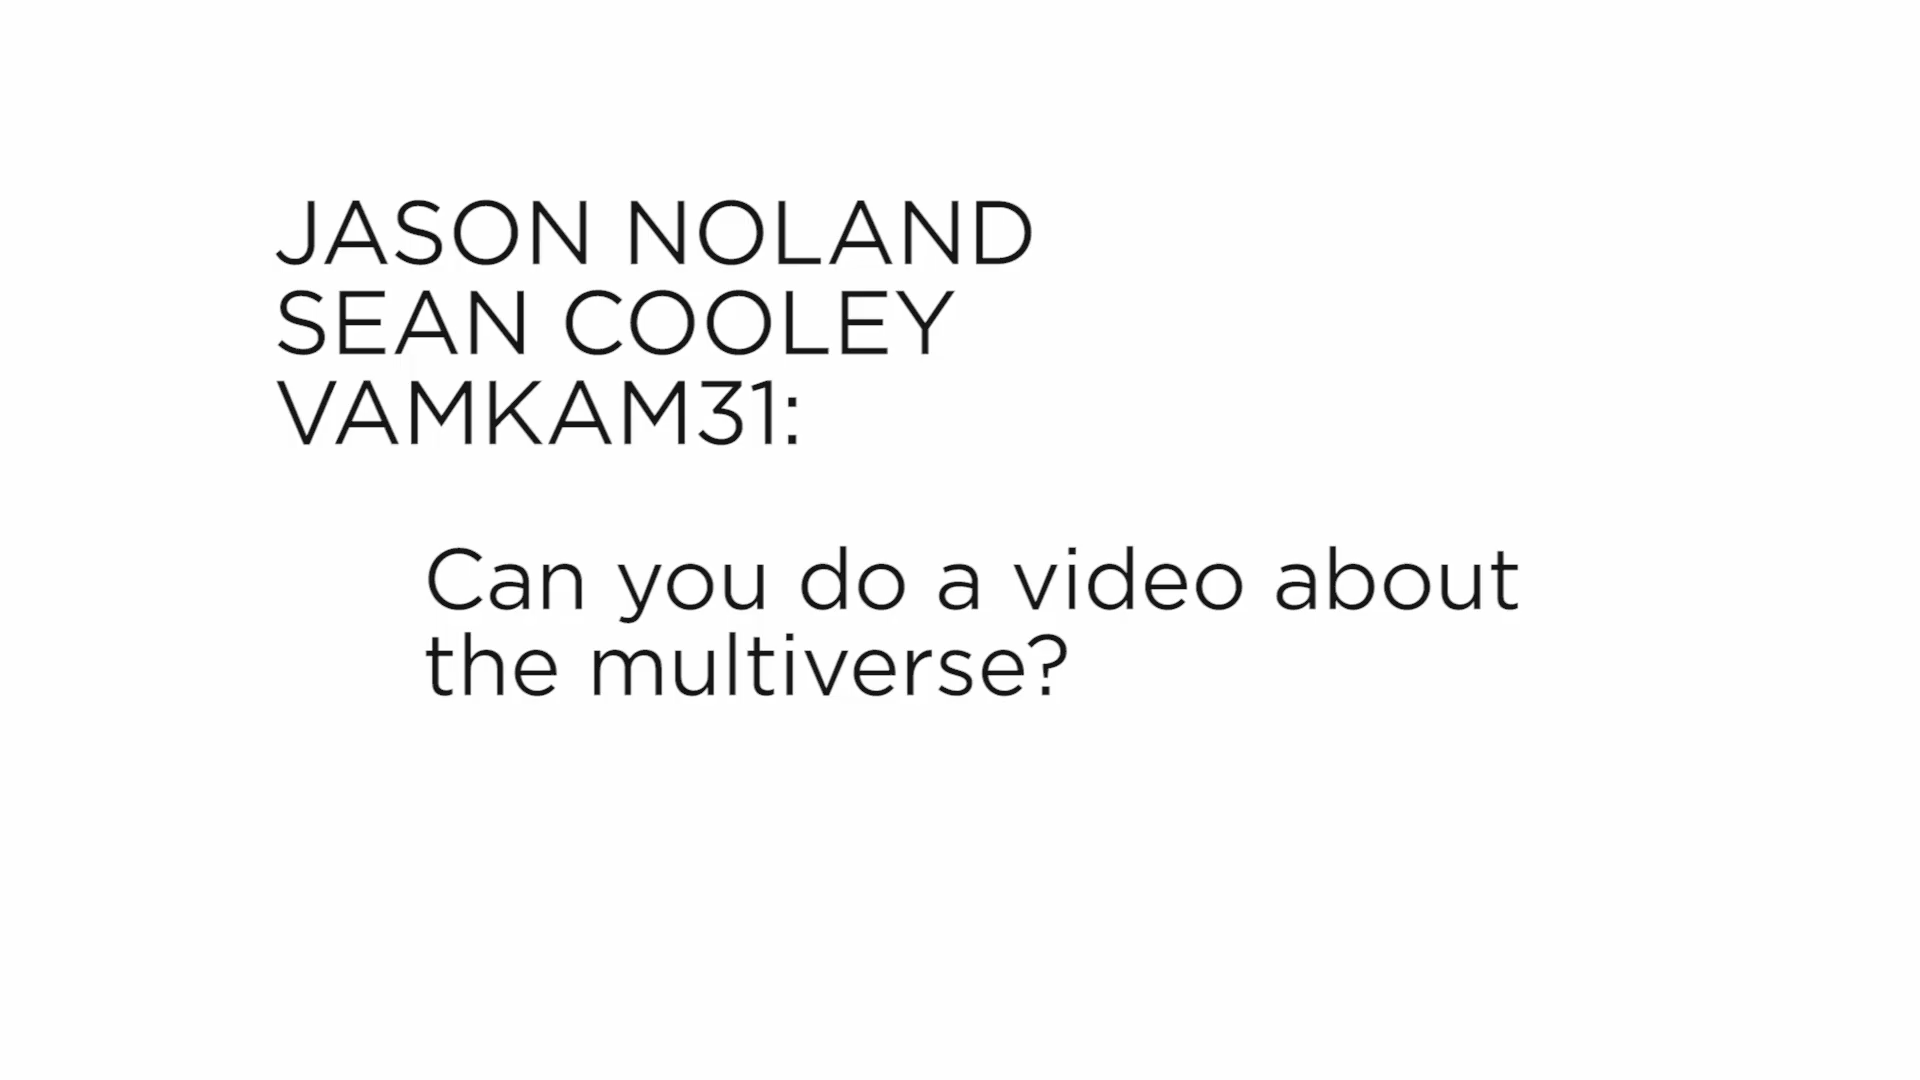 JASON NOLAND
SEAN COOLEY
VAMKAM31:
Can you do a video about
the multiverse?